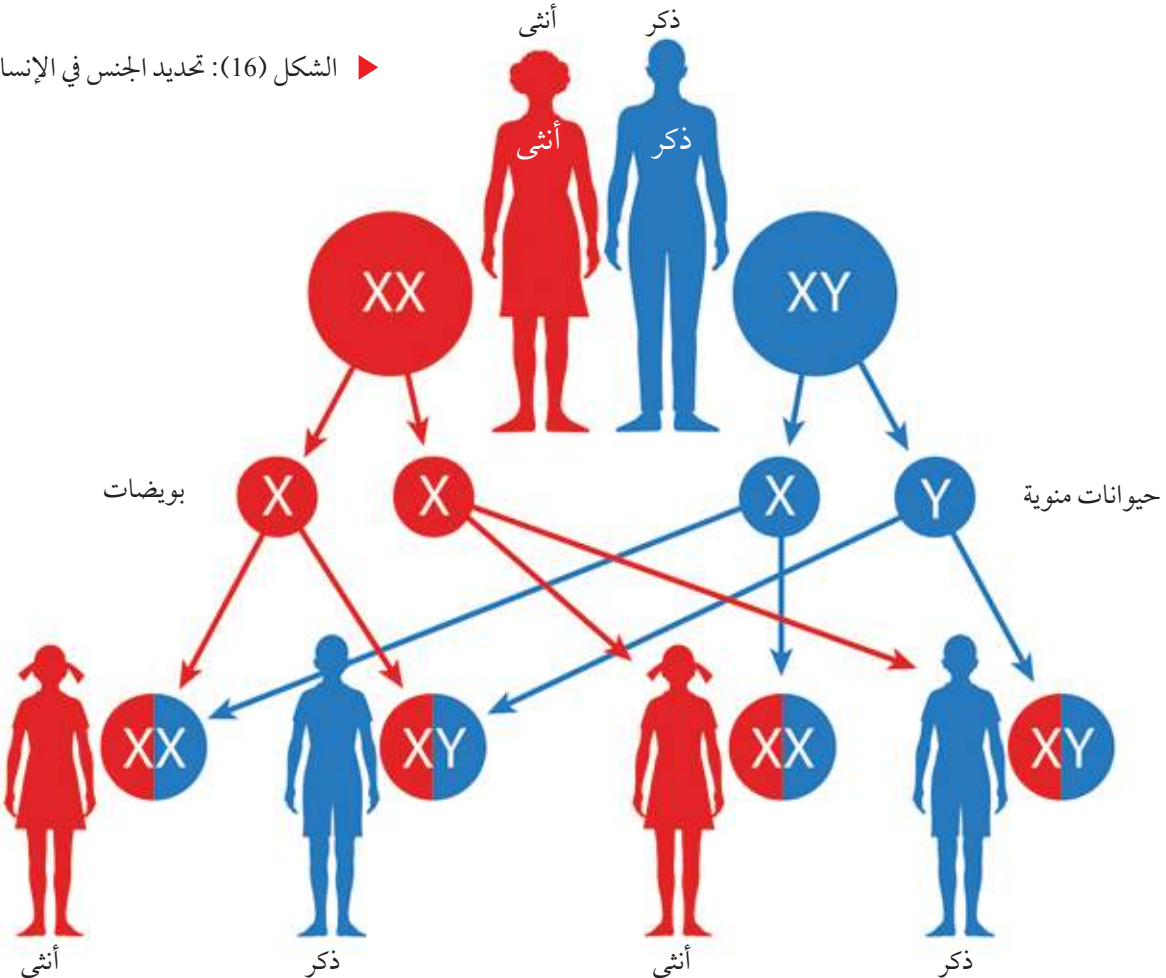 أنثى
ذكر
الشكل (16): تحديد الجنس في الإنسا
أنثى
ذكر
XX
XY
بويضات
X
X
X
Y
حيوانات منوية
XX
XY
XX
XY
أنثى
ذكر
أنثى
ذكر